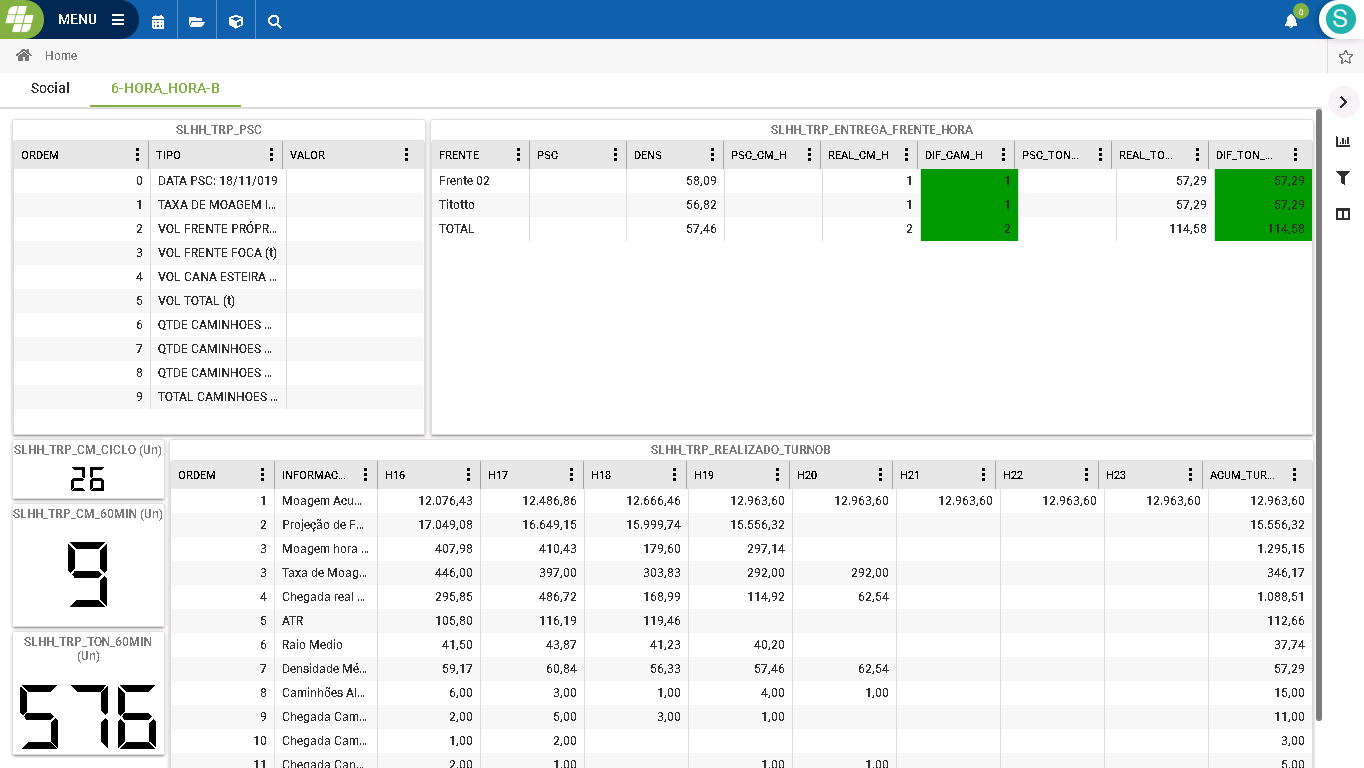 MENU
0
S
Home
Social 6-HORA_HORA-B
SLHH_TRP_PSC
ORDEM TIPO VALOR
0 DATA PSC: 18/11/019
1 TAXA DE MOAGEM I...
2 VOL FRENTE PRÓPR...
3 VOL FRENTE FOCA (t)
4 VOL CANA ESTEIRA ...
5 VOL TOTAL (t)
6 QTDE CAMINHOES ...
7 QTDE CAMINHOES ...
8 QTDE CAMINHOES ...
9 TOTAL CAMINHOES ...
SLHH_TRP_ENTREGA_FRENTE_HORA
FRENTE PSC DENS PSC_CM_H REAL_CM_H DIF_CAM_H PSC_TON... REAL_TO... DIF_TON_...
Frente 02 58,09 1 1 57,29 57,29
Titotto 56,82 1 1 57,29 57,29
TOTAL 57,46 2 2 114,58 114,58
SLHH_TRP_CM_CICLO (Un)
26
SLHH_TRP_CM_60MIN (Un)
9
SLHH_TRP_TON_60MIN
(Un)
576
SLHH_TRP_REALIZADO_TURNOB
ORDEM INFORMAC... H16 H17 H18 H19 H20 H21 H22 H23 ACUM_TUR...
1 Moagem Acu... 12.076,43 12.486,86 12.666,46 12.963,60 12.963,60 12.963,60 12.963,60 12.963,60 12.963,60
2 Projeção de F... 17.049,08 16.649,15 15.999,74 15.556,32 15.556,32
3 Moagem hora ... 407,98 410,43 179,60 297,14 1.295,15
3 Taxa de Moag... 446,00 397,00 303,83 292,00 292,00 346,17
4 Chegada real ... 295,85 486,72 168,99 114,92 62,54 1.088,51
5 ATR 105,80 116,19 119,46 112,66
6 Raio Medio 41,50 43,87 41,23 40,20 37,74
7 Densidade Mé... 59,17 60,84 56,33 57,46 62,54 57,29
8 Caminhões Al... 6,00 3,00 1,00 4,00 1,00 15,00
9 Chegada Cam... 2,00 5,00 3,00 1,00 11,00
10 Chegada Cam... 1,00 2,00 3,00
11 Chegada Can... 2,00 1,00 1,00 1,00 5,00